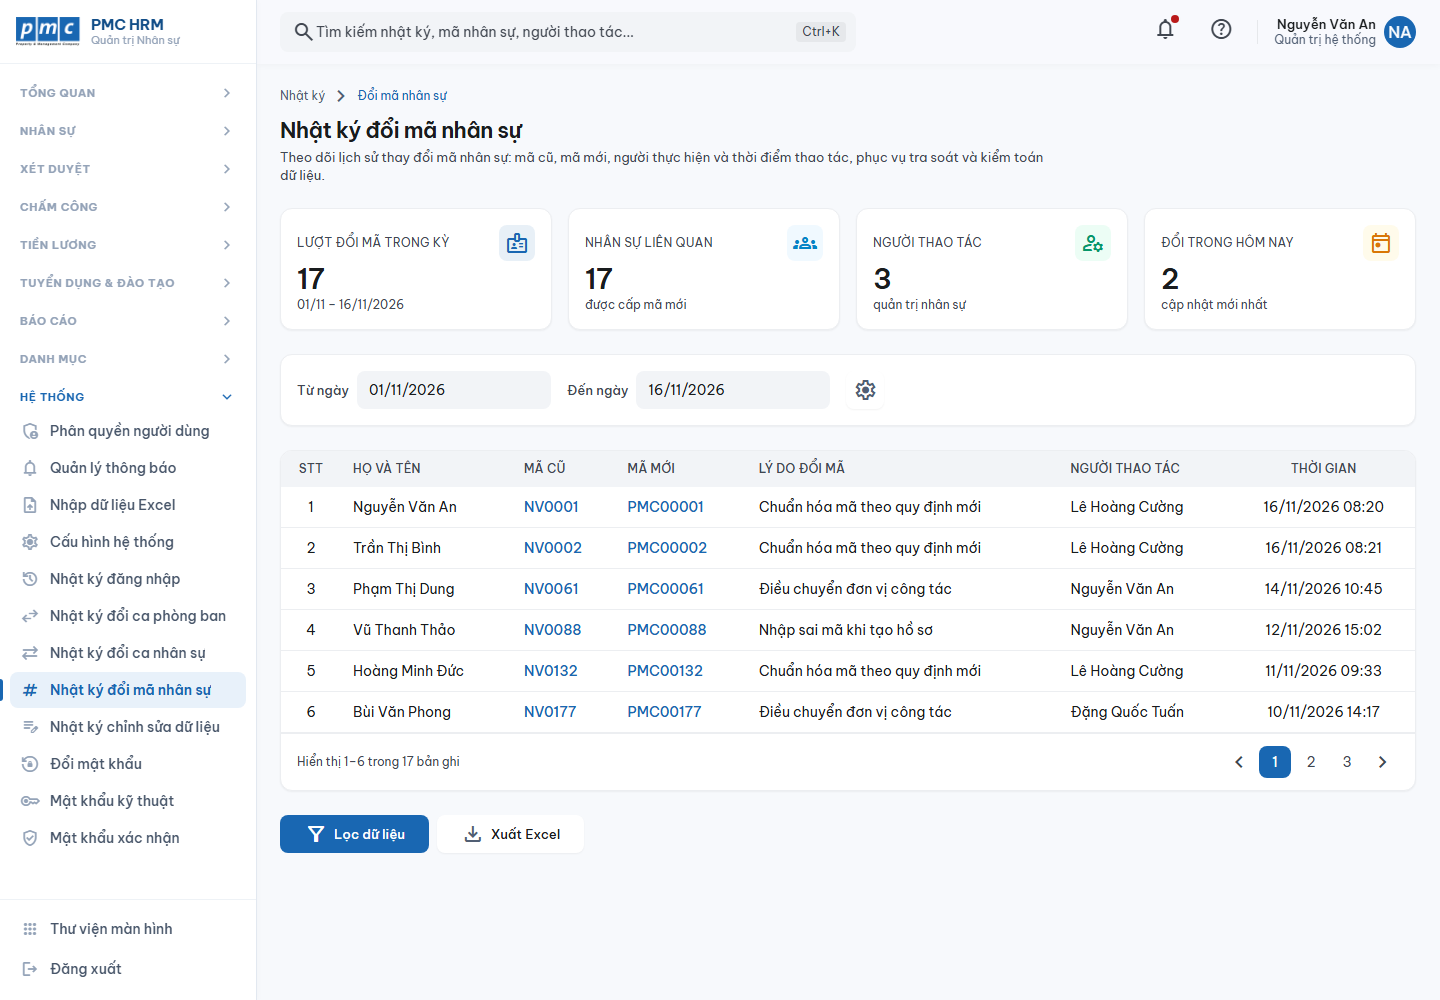 pmc
PMC HRM
Quản trị Nhân sự
TỔNG QUAN
NHÂN SỰ
XÉT DUYỆT
CHẤM CÔNG
TIỀN LƯƠNG
TUYỂN DỤNG & ĐÀO TẠO
BÁO CÁO
DANH MỤC
HỆ THỐNG
Phân quyền người dùng
Quản lý thông báo
Nhập dữ liệu Excel
Cấu hình hệ thống
Nhật ký đăng nhập
Nhật ký đổi ca phòng ban
Nhật ký đổi ca nhân sự
Nhật ký đổi mã nhân sự
Nhật ký chỉnh sửa dữ liệu
Đổi mật khẩu
Mật khẩu kỹ thuật
Mật khẩu xác nhận
Thư viện màn hình
Đăng xuất
Tìm kiếm nhật ký, mã nhân sự, người thao tác... Ctrl+K
Nguyễn Văn An
Quản trị hệ thống
NA
Nhật ký Đổi mã nhân sự
Nhật ký đổi mã nhân sự
Theo dõi lịch sử thay đổi mã nhân sự: mã cũ, mã mới, người thực hiện và thời điểm thao tác, phục vụ tra soát và kiểm toán
dữ liệu.
LƯỢT ĐỔI MÃ TRONG KỲ
17
01/11 – 16/11/2026
NHÂN SỰ LIÊN QUAN
17
được cấp mã mới
NGƯỜI THAO TÁC
3
quản trị nhân sự
ĐỔI TRONG HÔM NAY
2
cập nhật mới nhất
Từ ngày 01/11/2026 Đến ngày 16/11/2026
STT HỌ VÀ TÊN MÃ CŨ MÃ MỚI LÝ DO ĐỔI MÃ NGƯỜI THAO TÁC THỜI GIAN
1 Nguyễn Văn An NV0001 PMC00001 Chuẩn hóa mã theo quy định mới Lê Hoàng Cường 16/11/2026 08:20
2 Trần Thị Bình NV0002 PMC00002 Chuẩn hóa mã theo quy định mới Lê Hoàng Cường 16/11/2026 08:21
3 Phạm Thị Dung NV0061 PMC00061 Điều chuyển đơn vị công tác Nguyễn Văn An 14/11/2026 10:45
4 Vũ Thanh Thảo NV0088 PMC00088 Nhập sai mã khi tạo hồ sơ Nguyễn Văn An 12/11/2026 15:02
5 Hoàng Minh Đức NV0132 PMC00132 Chuẩn hóa mã theo quy định mới Lê Hoàng Cường 11/11/2026 09:33
6 Bùi Văn Phong NV0177 PMC00177 Điều chuyển đơn vị công tác Đặng Quốc Tuấn 10/11/2026 14:17
Hiển thị 1–6 trong 17 bản ghi
1 2 3
Lọc dữ liệu
Xuất Excel